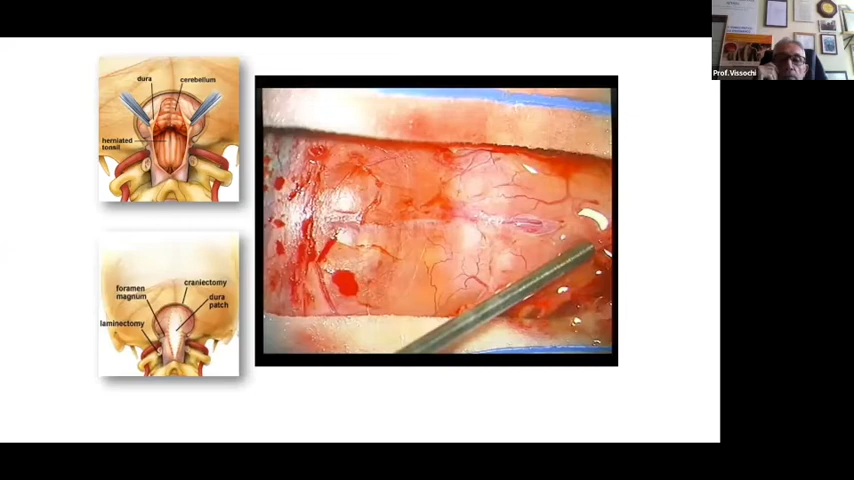 dura
cerebellum
herniated
tonsil
craniectomy
foramen
magnum
dura
patch
laminectomy
Prof.Vissochi